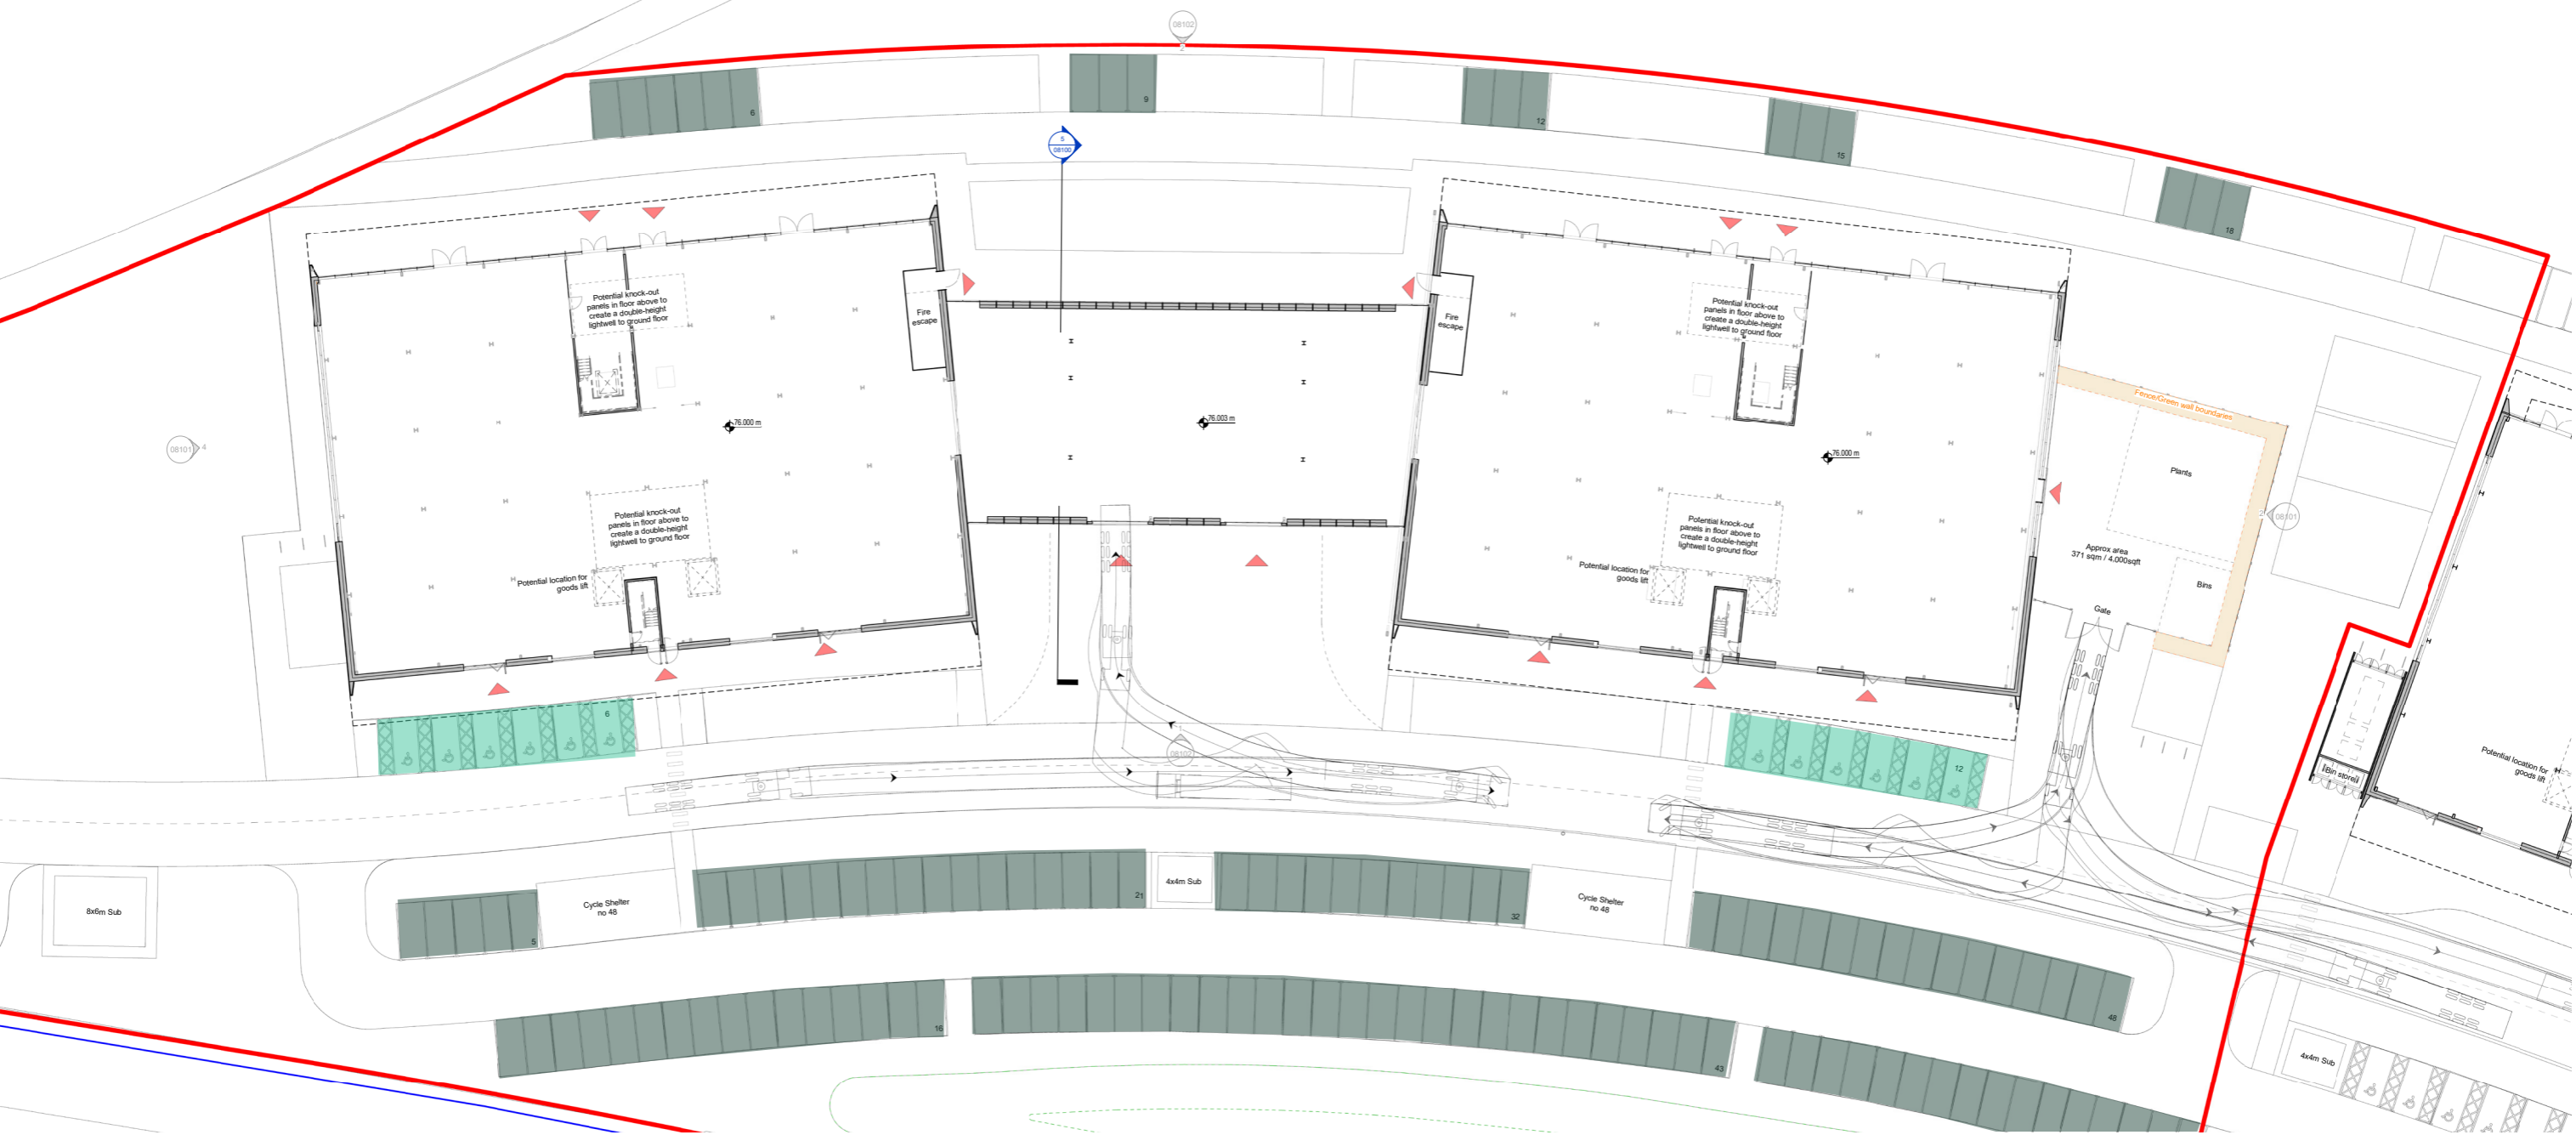 08102
2
6
9
12
15
18
5
08100
Potential knock-out
panels in floor above to
create a double-height
lightwell to ground floor
Fire
escape
Fire
escape
Potential knock-out
panels in floor above to
create a double-height
lightwell to ground floor
76.000 m
76.003 m
76.000 m
08101
4
Fence/Green wall boundaries
Plants
Potential knock-out
panels in floor above to
create a double-height
lightwell to ground floor
Potential knock-out
panels in floor above to
create a double-height
lightwell to ground floor
2
08101
Approx area
371 sqm / 4,000sqft
Bins
Potential location for
goods lift
Potential location for
goods lift
Gate
6
1
08102
12
Potential location for
goods lift
Bin store
8x6m Sub
5
Cycle Shelter
no 48
21
4x4m Sub
32
Cycle Shelter
no 48
48
16
43
4x4m Sub